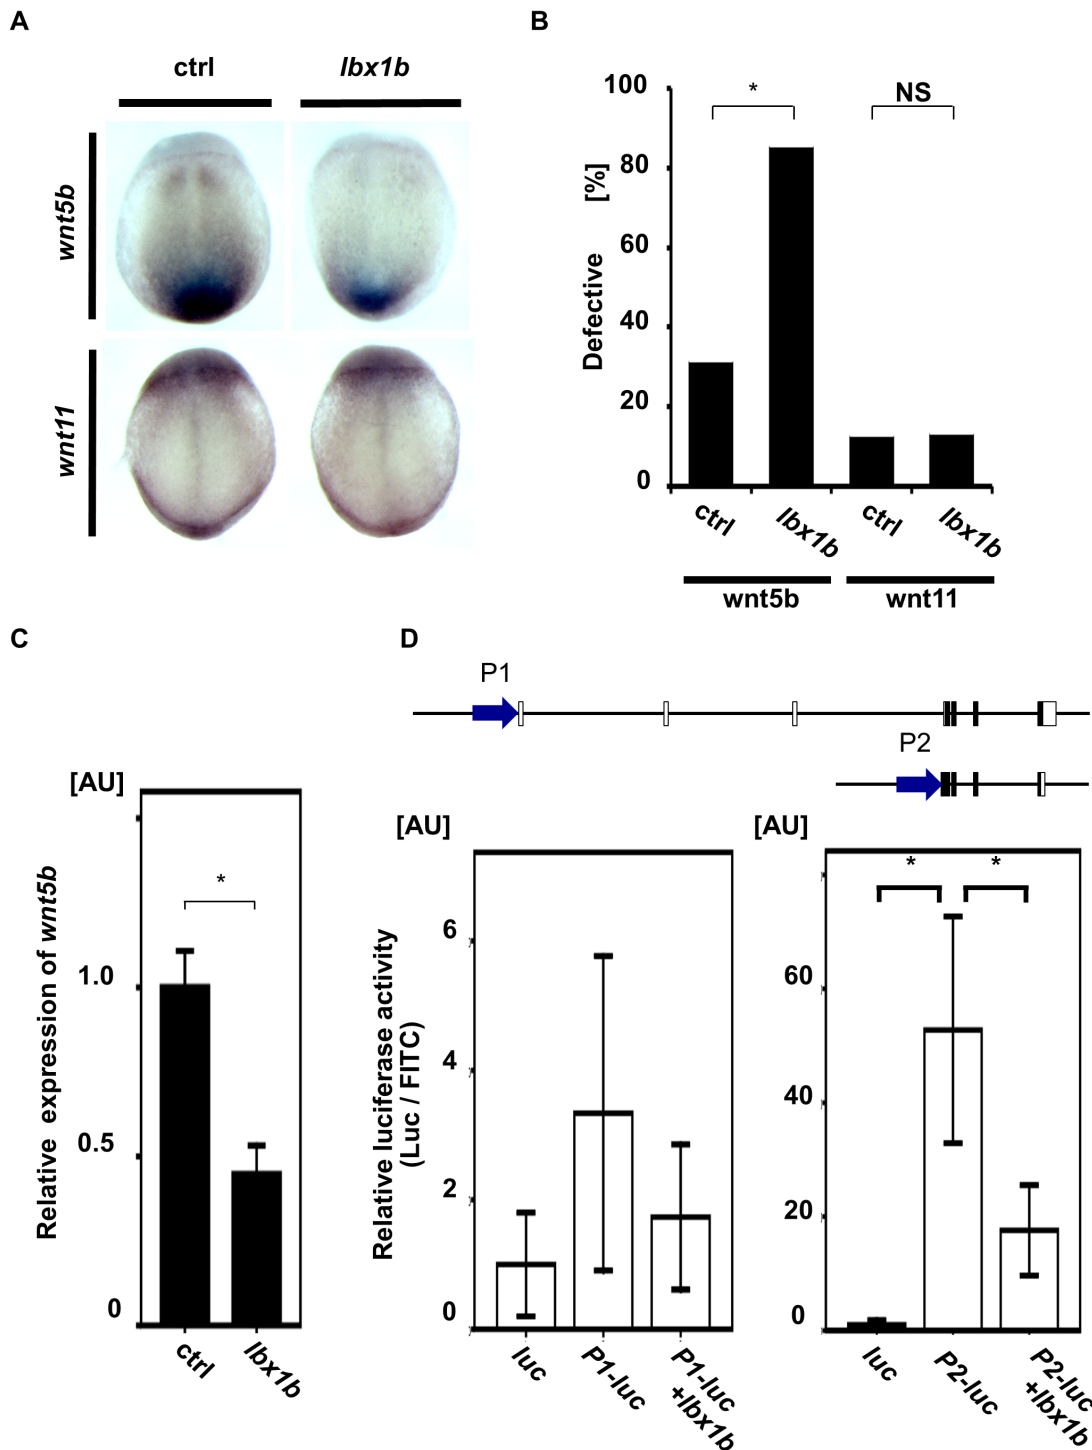 A
ctrl
lbx1b
wnt5b
wnt11
B
Defective [%]
100
80
60
40
20
0
*
NS
ctrl
lbx1b
ctrl
lbx1b
wnt5b
wnt11
C
[AU]
Relative expression of wnt5b
1.0
0.5
0
*
ctrl
lbx1b
D
P1
P2
[AU]
Relative luciferase activity
(Luc / FITC)
6
4
2
0
luc
P1-luc
P1-luc
+lbx1b
[AU]
60
40
20
0
*
*
luc
P2-luc
P2-luc
+lbx1b